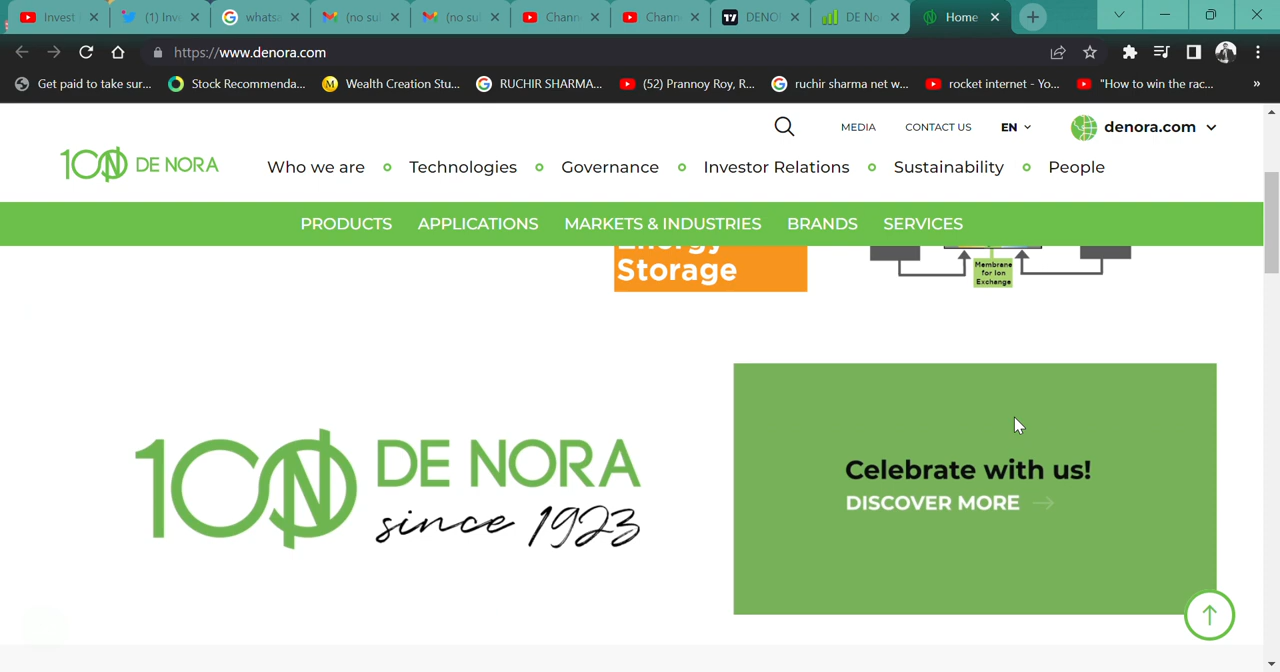 Invest
(1) Inv
whatsa
(no su
(no su
Chann
Chann
DENO
DE No
Home
https://www.denora.com
Get paid to take sur...
Stock Recommenda...
Wealth Creation Stu...
RUCHIR SHARMA...
(52) Prannoy Roy, R...
ruchir sharma net w...
rocket internet - Yo...
"How to win the rac...
MEDIA
CONTACT US
EN
denora.com
100 DE NORA
Who we are
Technologies
Governance
Investor Relations
Sustainability
People
PRODUCTS
APPLICATIONS
MARKETS & INDUSTRIES
BRANDS
SERVICES
Energy
Storage
Membrane
for Ion
Exchange
100 DE NORA
since 1923
Celebrate with us!
DISCOVER MORE